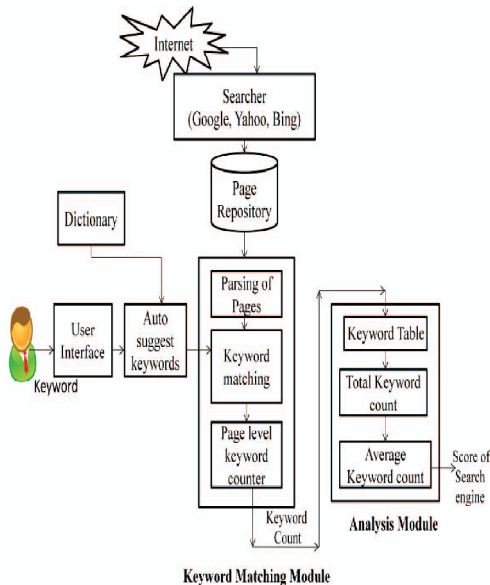 Internet
Searcher
(Google, Yahoo, Bing)
Page
Repository
Dictionary
Parsing of
Pages
User
Interface
Auto
suggest
keywords
Keyword
Keyword
matching
Page level
keyword
counter
Keyword
Count
Keyword Matching Module
Keyword Table
Total Keyword
count
Average
Keyword count
Score of
Search
engine
Analysis Module